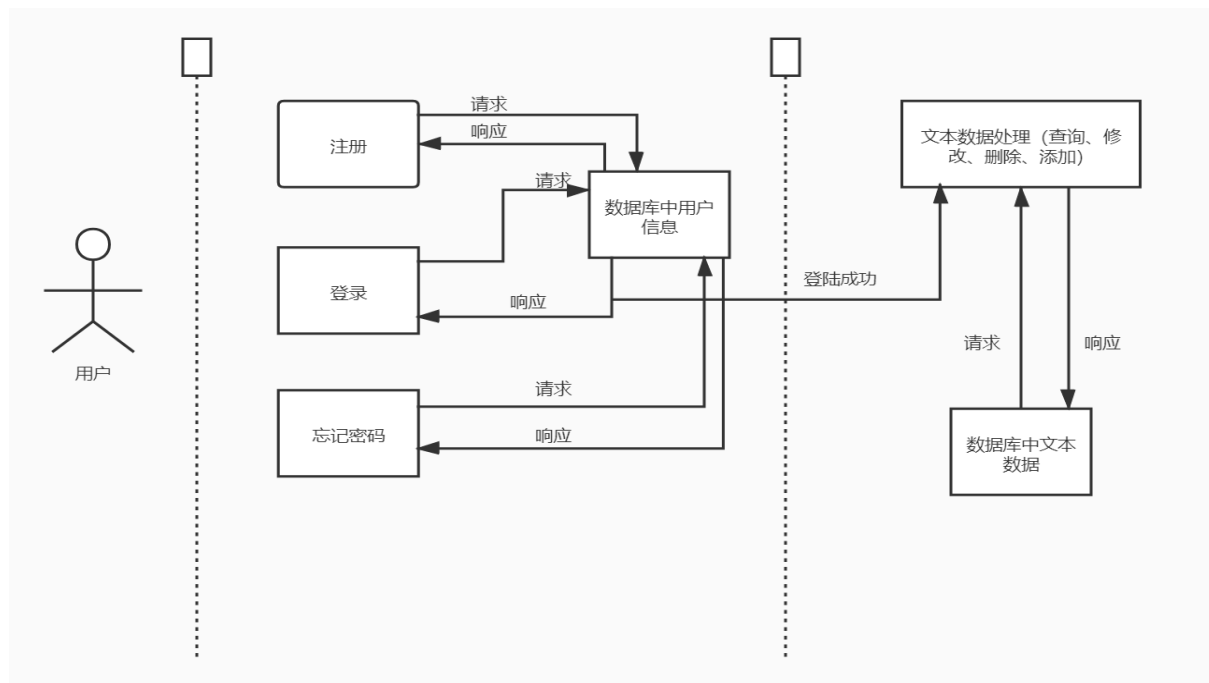 请求
响应
注册
请求
数据库中用户
信息
登录
响应
请求
忘记密码
响应
用户
登陆成功
文本数据处理（查询、修
改、删除、添加）
请求
响应
数据库中文本
数据